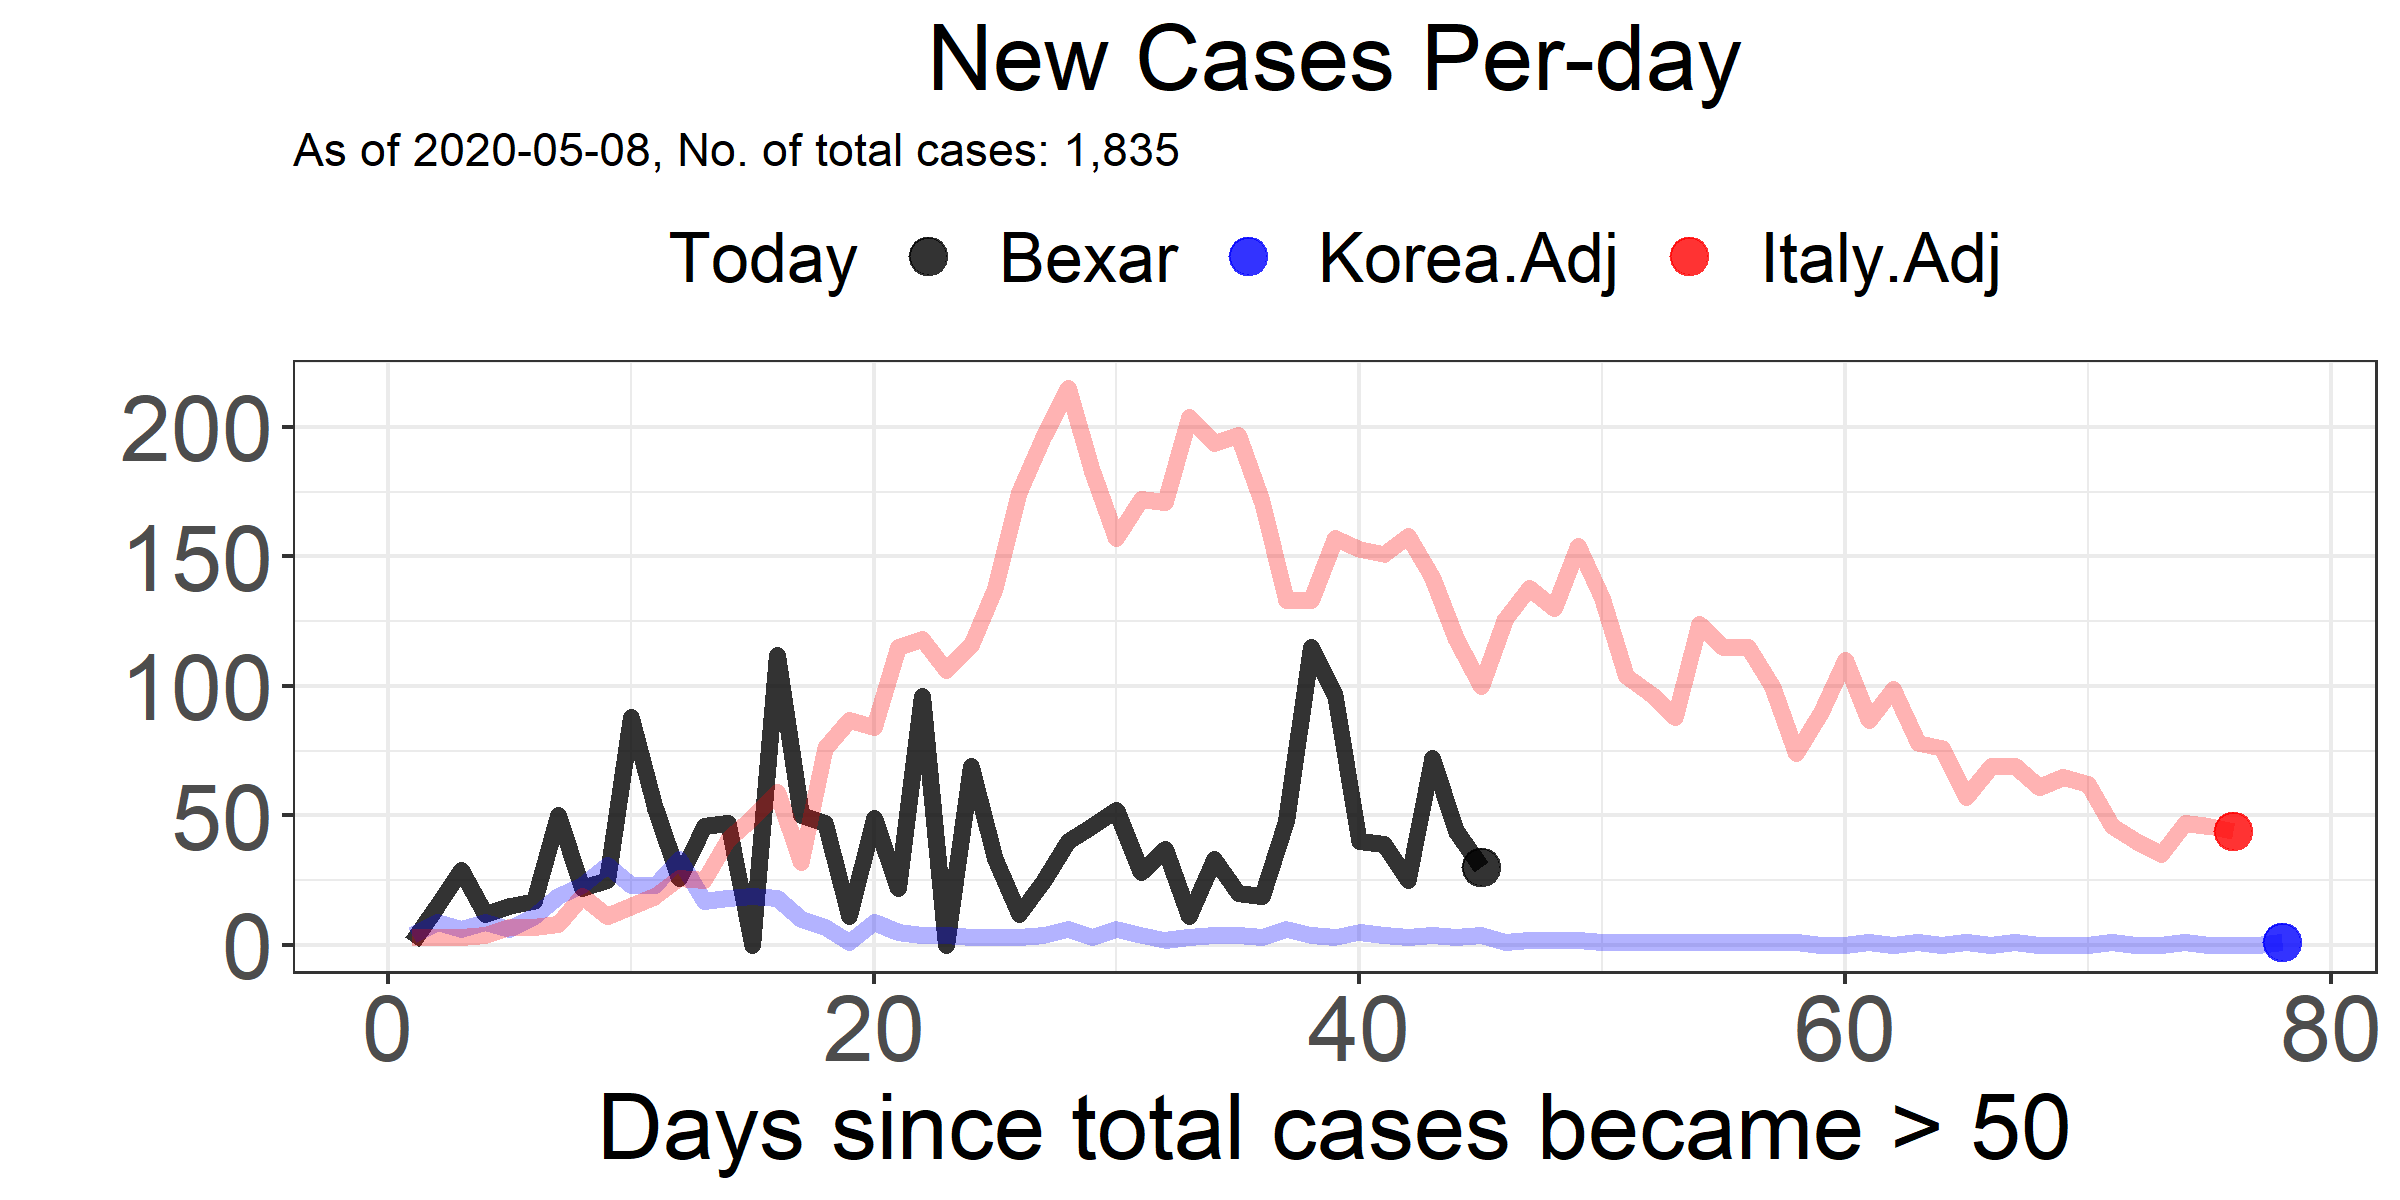 New Cases Per-day
As of 2020-05-08, No. of total cases: 1,835
Today Bexar Korea.Adj Italy.Adj
200
150
100
50
0
0 20 40 60 80
Days since total cases became > 50